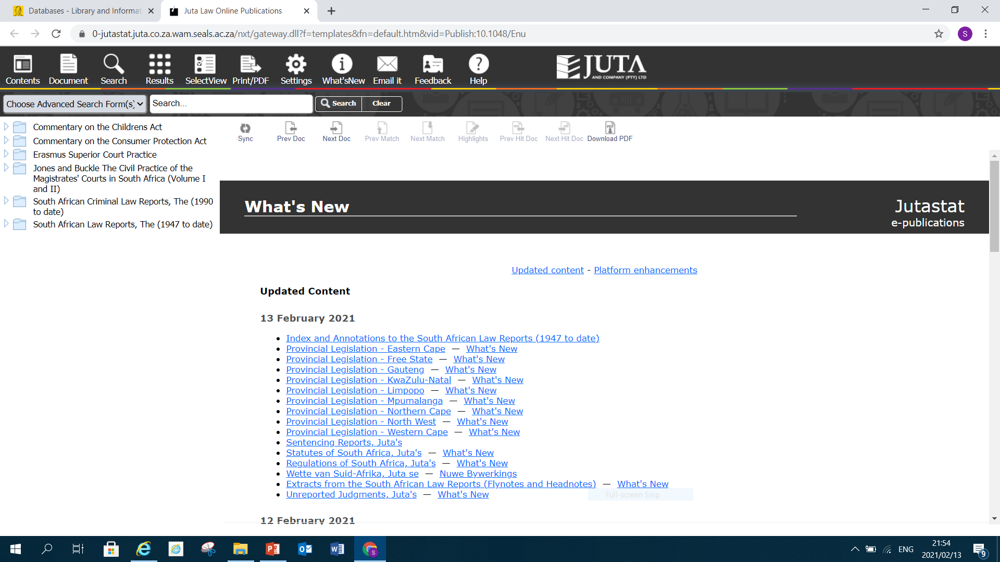 Databases - Library and Informat
Juta Law Online Publications
0-jutastat.juta.co.za.wam.seals.ac.za/nxt/gateway.dll?f=templates&fn=default.htm&vid=Publish:10.1048/Enu
S
Contents Document Search Results SelectView Print/PDF Settings What'sNew Email it Feedback Help
JUTA
AND COMPANY (PTY) LTD
Choose Advanced Search Form(s) Search... Search Clear
Commentary on the Childrens Act
Commentary on the Consumer Protection Act
Erasmus Superior Court Practice
Jones and Buckle The Civil Practice of the
Magistrates' Courts in South Africa (Volume I
and II)
South African Criminal Law Reports, The (1990
to date)
South African Law Reports, The (1947 to date)
Sync Prev Doc Next Doc Prev Match Next Match Highlights Prev Hit Doc Next Hit Doc Download PDF
What's New
Jutastat
e-publications
Updated content - Platform enhancements
Updated Content
13 February 2021
Index and Annotations to the South African Law Reports (1947 to date)
Provincial Legislation - Eastern Cape — What's New
Provincial Legislation - Free State — What's New
Provincial Legislation - Gauteng — What's New
Provincial Legislation - KwaZulu-Natal — What's New
Provincial Legislation - Limpopo — What's New
Provincial Legislation - Mpumalanga — What's New
Provincial Legislation - Northern Cape — What's New
Provincial Legislation - North West — What's New
Provincial Legislation - Western Cape — What's New
Sentencing Reports, Juta's
Statutes of South Africa, Juta's — What's New
Regulations of South Africa, Juta's — What's New
Wette van Suid-Afrika, Juta se — Nuwe Bywerkings
Extracts from the South African Law Reports (Flynotes and Headnotes) — What's New
Unreported Judgments, Juta's — What's New
Full-screen Snip
12 February 2021
ENG
21:54
2021/02/13
9